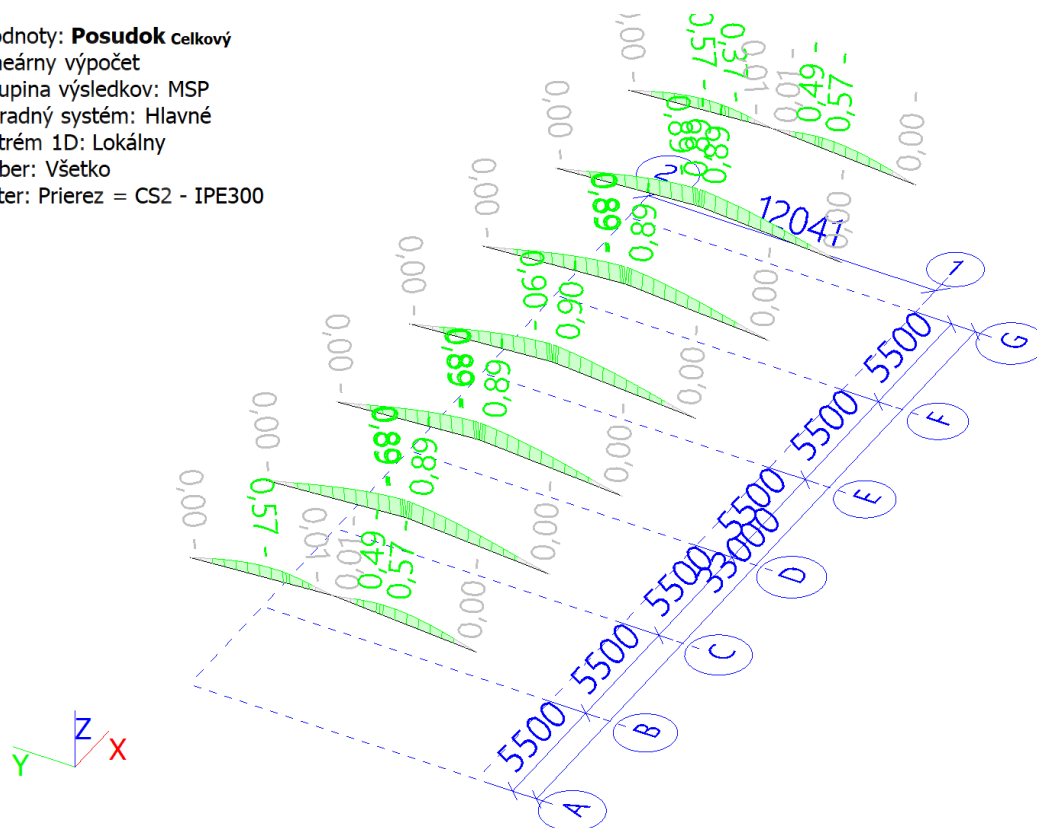 odnoty: Posudok Celkový
neárny výpočet
upina výsledkov: MSP
radný systém: Hlavné
trém 1D: Lokálny
ber: Všetko
ter: Prierez = CS2 - IPE300
0,00 -
0,57 -
0,37 -
0,01 -
0,01 -
0,49 -
0,57 -
0,00 -
0,00 -
0,89
0,89
0,00 -
0,00 -
0,89 -
0,89
0,00 -
0,00 -
0,90 -
0,90
0,00 -
0,00 -
0,89 -
0,89
0,00 -
0,00 -
0,89 -
0,89
0,00 -
0,00 -
0,57 -
0,01 -
0,01 -
0,49 -
0,57 -
0,00 -
2
12041
1
G
5500
F
5500
E
5500
33000
D
5500
C
5500
B
5500
A
Z
X
Y